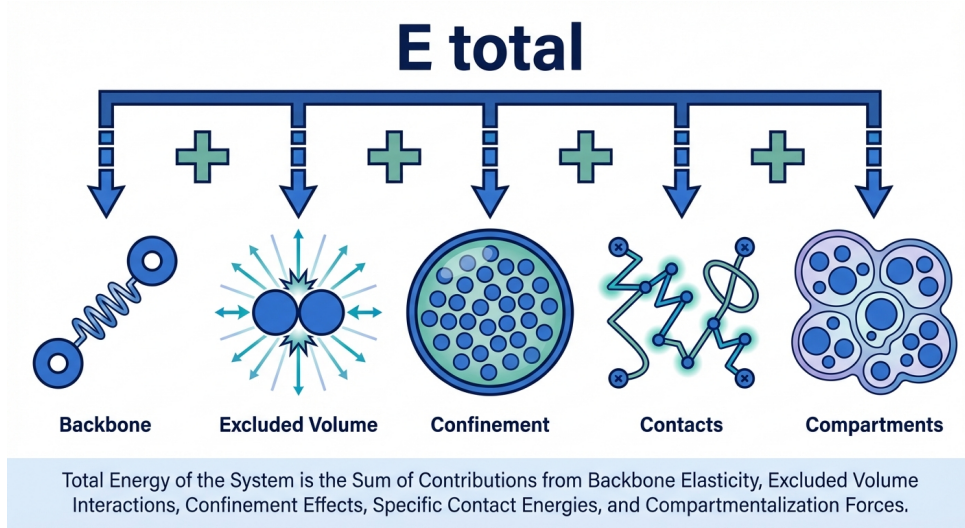 E total
Backbone
Excluded Volume
Confinement
Contacts
Compartments
Total Energy of the System is the Sum of Contributions from Backbone Elasticity, Excluded Volume
Interactions, Confinement Effects, Specific Contact Energies, and Compartmentalization Forces.